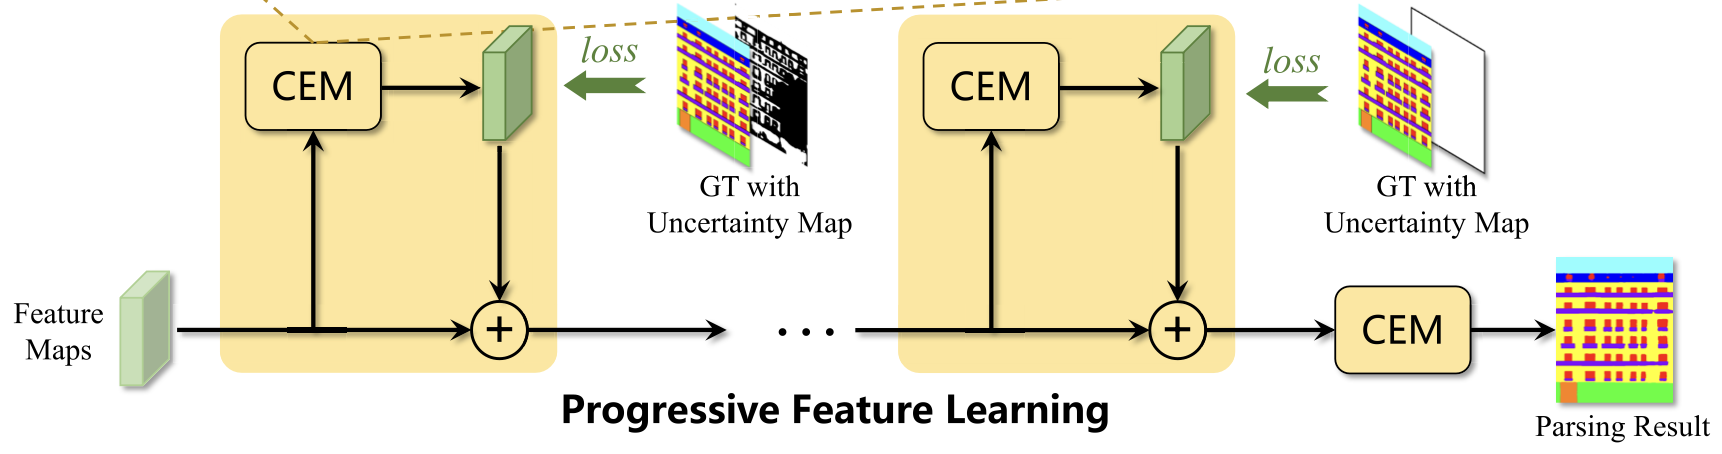 CEM
loss
GT with
Uncertainty Map
CEM
loss
GT with
Uncertainty Map
Feature
Maps
+
...
+
CEM
Parsing Result
Progressive Feature Learning